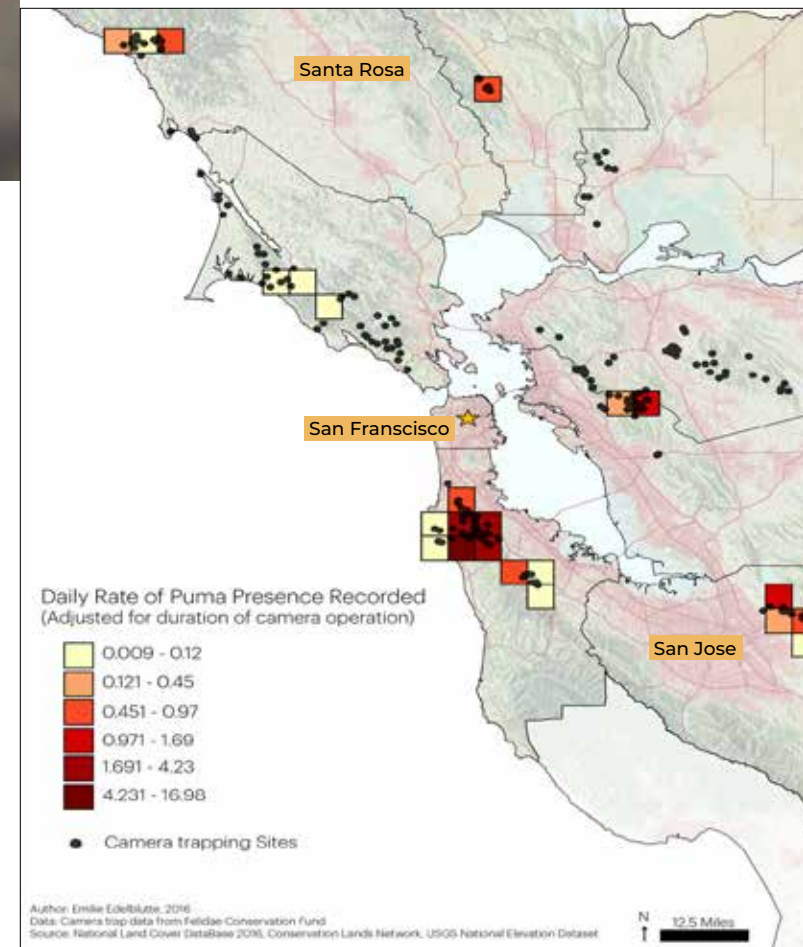 Santa Rosa
San Franscisco
San Jose
Daily Rate of Puma Presence Recorded
(Adjusted for duration of camera operation)
0.009 - 0.12
0.121 - 0.45
0.451 - 0.97
0.971 - 1.69
1.691 - 4.23
4.231 - 16.98
Camera trapping Sites
Author: Emilie Edelblutte, 2016
Data: Camera trap data from Felidae Conservation Fund
Source: National Land Cover DataBase 2016, Conservation Lands Network, USGS National Elevation Dataset
N
12.5 Miles